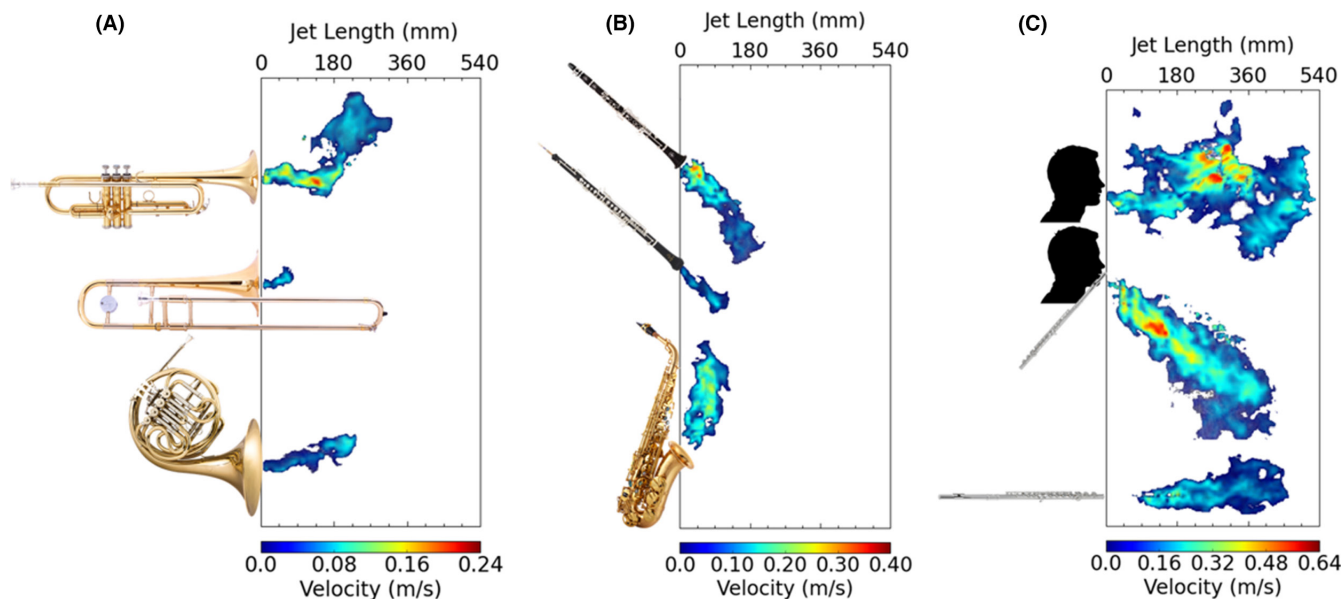 (A)
Jet Length (mm)
0 180 360 540
0.0 0.08 0.16 0.24
Velocity (m/s)
(B)
Jet Length (mm)
0 180 360 540
0.0 0.10 0.20 0.30 0.40
Velocity (m/s)
(C)
Jet Length (mm)
0 180 360 540
0.0 0.16 0.32 0.48 0.64
Velocity (m/s)